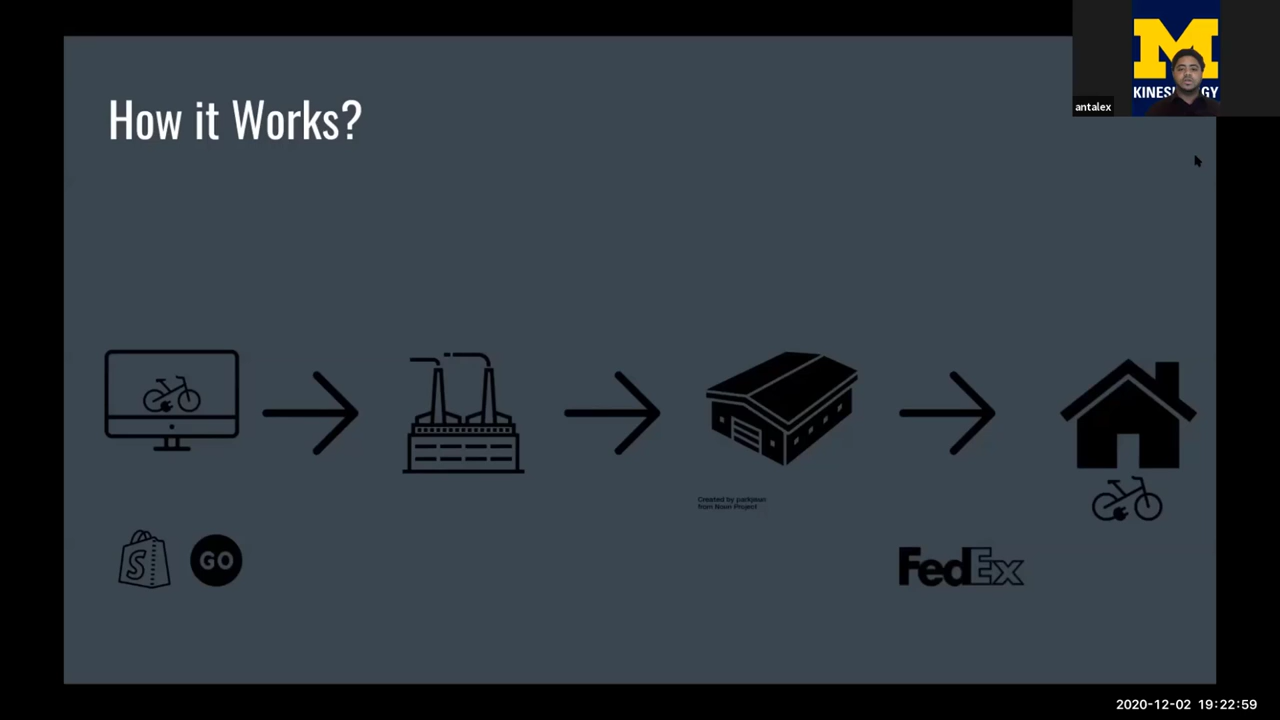 How it Works?
M
KINESIOLOGY
antalex
Created by parkjisun
from Noun Project
S
GO
FedEx
2020-12-02 19:22:59